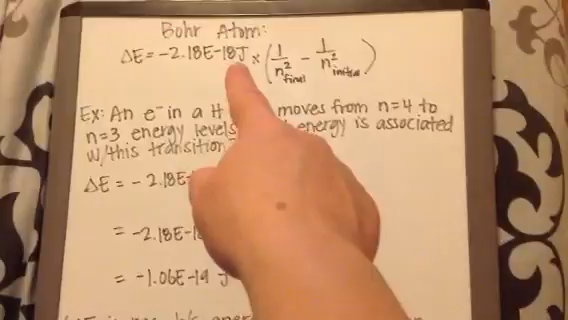 Bohr Atom:
ΔE = -2.18E-18J × (1/n²final - 1/n²initial)
Ex: An e⁻ in a H moves from n=4 to
n=3 energy levels energy is associated
w/this transition
ΔE = -2.18E-
= -2.18E-18
= -1.06E-19 J